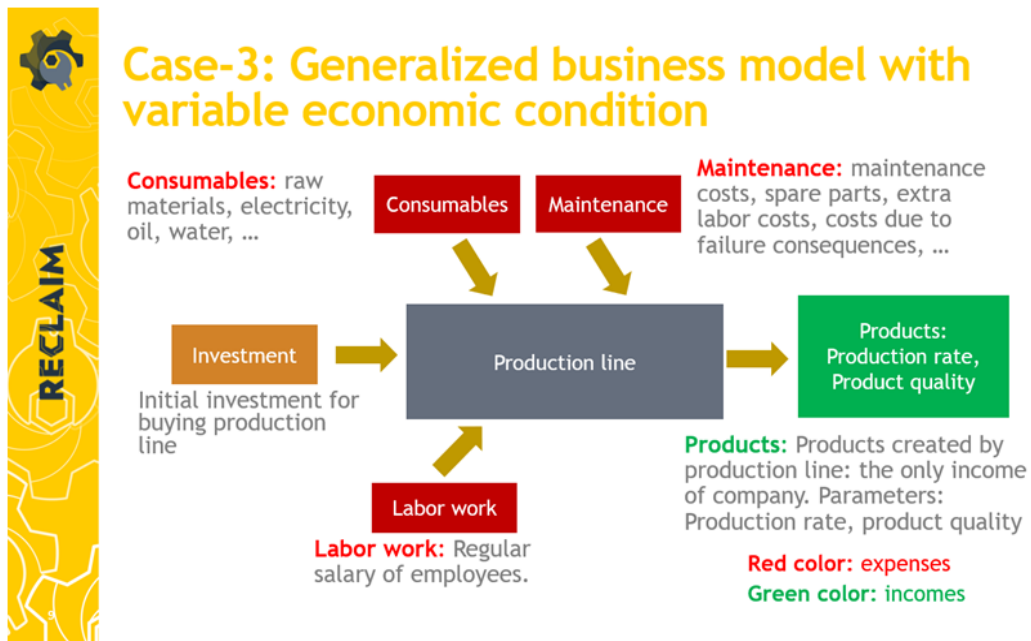 Case-3: Generalized business model with
variable economic condition
Consumables: raw
materials, electricity,
oil, water, …
Consumables
Maintenance
Maintenance: maintenance
costs, spare parts, extra
labor costs, costs due to
failure consequences, …
RECLAIM
Investment
Initial investment for
buying production
line
Production line
Products:
Production rate,
Product quality
Products: Products created by
production line: the only income
of company. Parameters:
Production rate, product quality
Labor work
Labor work: Regular
salary of employees.
Red color: expenses
Green color: incomes
9